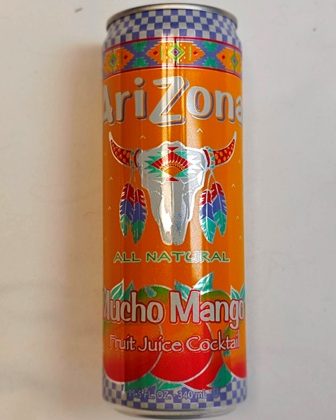 AriZona
ALL NATURAL
Mucho Mango
Fruit Juice Cocktail